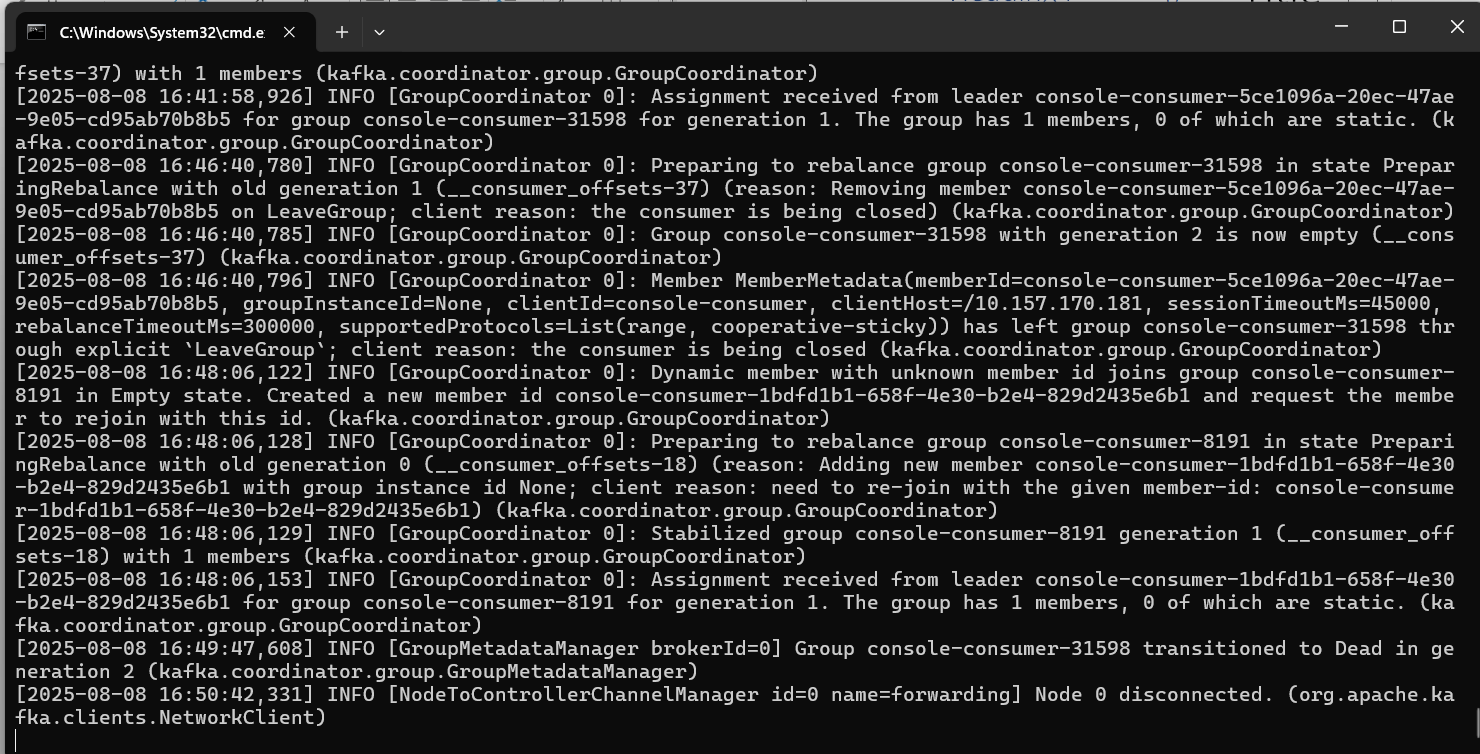 C:\Windows\System32\cmd.e
fsets-37) with 1 members (kafka.coordinator.group.GroupCoordinator)
[2025-08-08 16:41:58,926] INFO [GroupCoordinator 0]: Assignment received from leader console-consumer-5ce1096a-20ec-47ae
-9e05-cd95ab70b8b5 for group console-consumer-31598 for generation 1. The group has 1 members, 0 of which are static. (k
afka.coordinator.group.GroupCoordinator)
[2025-08-08 16:46:40,780] INFO [GroupCoordinator 0]: Preparing to rebalance group console-consumer-31598 in state Prepar
ingRebalance with old generation 1 (__consumer_offsets-37) (reason: Removing member console-consumer-5ce1096a-20ec-47ae-
9e05-cd95ab70b8b5 on LeaveGroup; client reason: the consumer is being closed) (kafka.coordinator.group.GroupCoordinator)
[2025-08-08 16:46:40,785] INFO [GroupCoordinator 0]: Group console-consumer-31598 with generation 2 is now empty (__cons
umer_offsets-37) (kafka.coordinator.group.GroupCoordinator)
[2025-08-08 16:46:40,796] INFO [GroupCoordinator 0]: Member MemberMetadata(memberId=console-consumer-5ce1096a-20ec-47ae-
9e05-cd95ab70b8b5, groupInstanceId=None, clientId=console-consumer, clientHost=/10.157.170.181, sessionTimeoutMs=45000,
rebalanceTimeoutMs=300000, supportedProtocols=List(range, cooperative-sticky)) has left group console-consumer-31598 thr
ough explicit `LeaveGroup`; client reason: the consumer is being closed (kafka.coordinator.group.GroupCoordinator)
[2025-08-08 16:48:06,122] INFO [GroupCoordinator 0]: Dynamic member with unknown member id joins group console-consumer-
8191 in Empty state. Created a new member id console-consumer-1bdfd1b1-658f-4e30-b2e4-829d2435e6b1 and request the membe
r to rejoin with this id. (kafka.coordinator.group.GroupCoordinator)
[2025-08-08 16:48:06,128] INFO [GroupCoordinator 0]: Preparing to rebalance group console-consumer-8191 in state Prepari
ngRebalance with old generation 0 (__consumer_offsets-18) (reason: Adding new member console-consumer-1bdfd1b1-658f-4e30
-b2e4-829d2435e6b1 with group instance id None; client reason: need to re-join with the given member-id: console-consume
r-1bdfd1b1-658f-4e30-b2e4-829d2435e6b1) (kafka.coordinator.group.GroupCoordinator)
[2025-08-08 16:48:06,129] INFO [GroupCoordinator 0]: Stabilized group console-consumer-8191 generation 1 (__consumer_off
sets-18) with 1 members (kafka.coordinator.group.GroupCoordinator)
[2025-08-08 16:48:06,153] INFO [GroupCoordinator 0]: Assignment received from leader console-consumer-1bdfd1b1-658f-4e30
-b2e4-829d2435e6b1 for group console-consumer-8191 for generation 1. The group has 1 members, 0 of which are static. (ka
fka.coordinator.group.GroupCoordinator)
[2025-08-08 16:49:47,608] INFO [GroupMetadataManager brokerId=0] Group console-consumer-31598 transitioned to Dead in ge
neration 2 (kafka.coordinator.group.GroupMetadataManager)
[2025-08-08 16:50:42,331] INFO [NodeToControllerChannelManager id=0 name=forwarding] Node 0 disconnected. (org.apache.ka
fka.clients.NetworkClient)